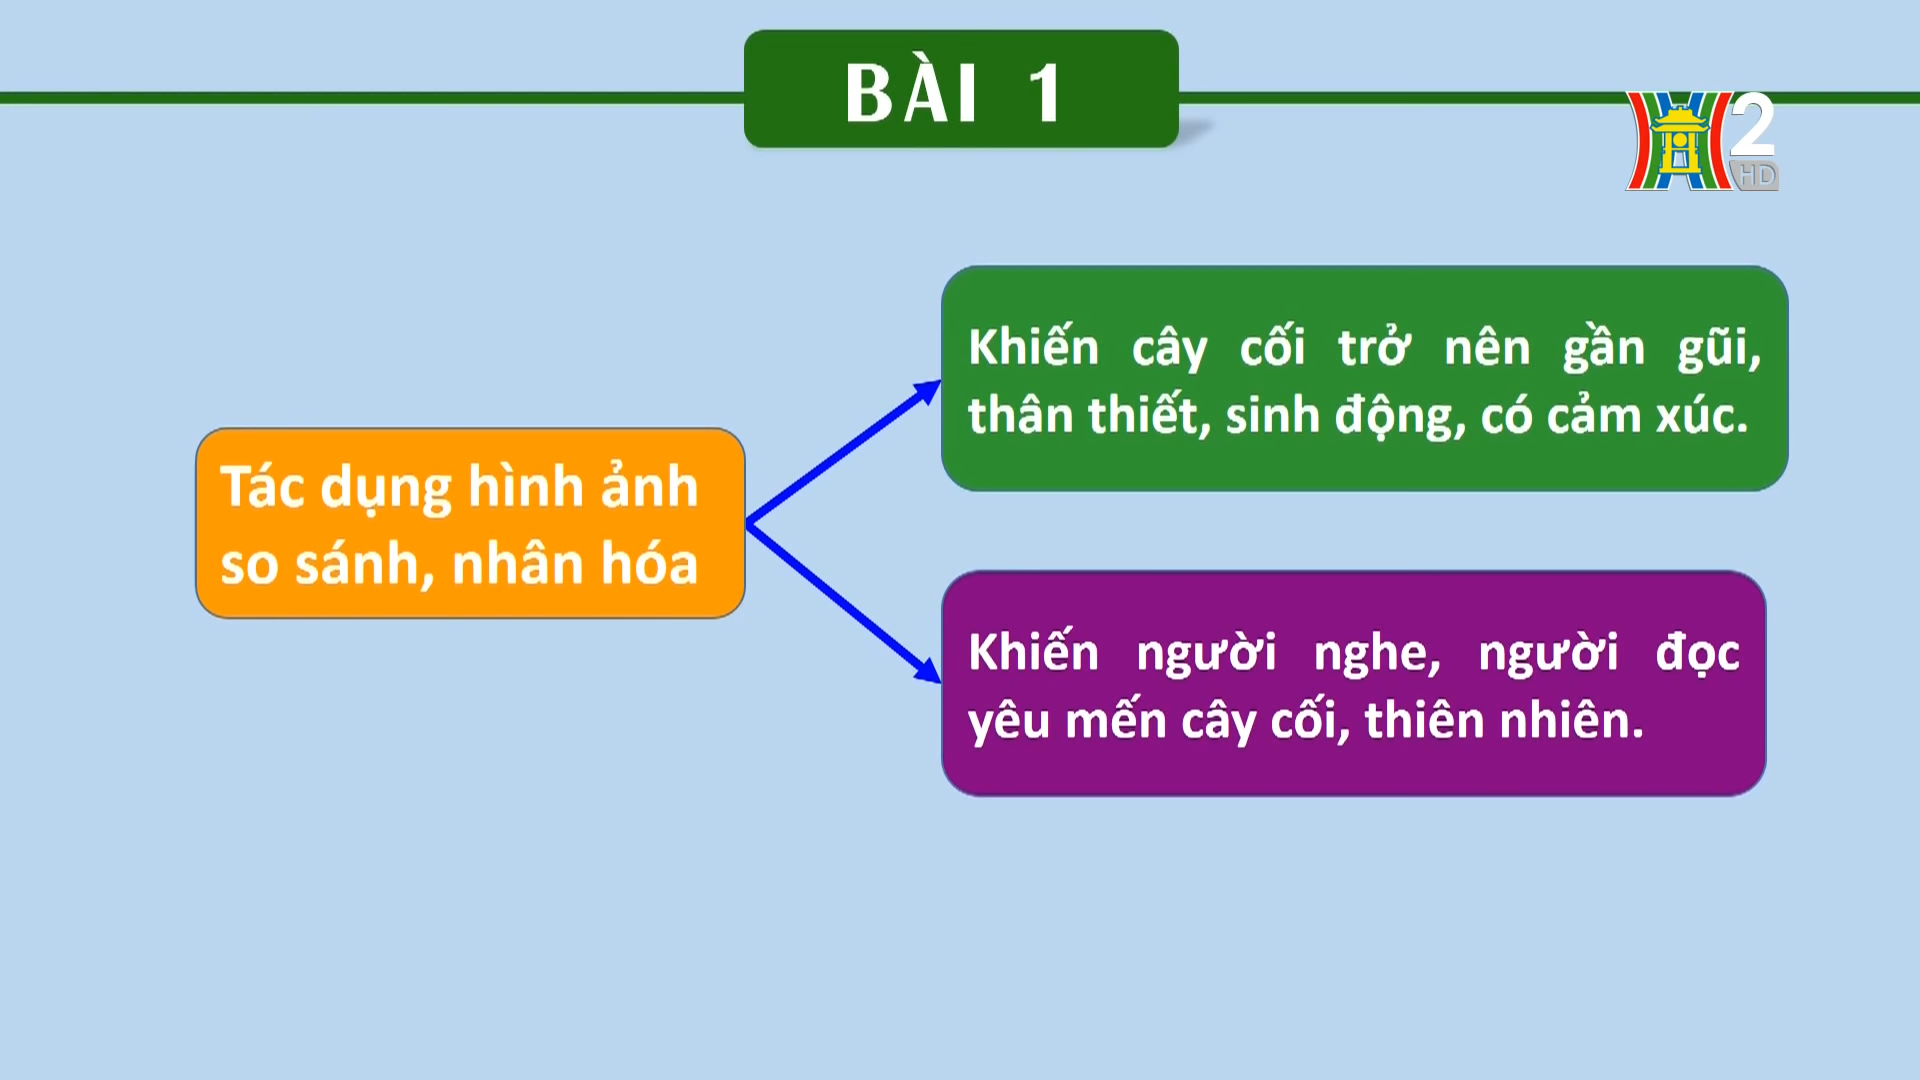 BÀI 1
2
HD
Khiến cây cối trở nên gần gũi,
thân thiết, sinh động, có cảm xúc.
Tác dụng hình ảnh
so sánh, nhân hóa
Khiến người nghe, người đọc
yêu mến cây cối, thiên nhiên.